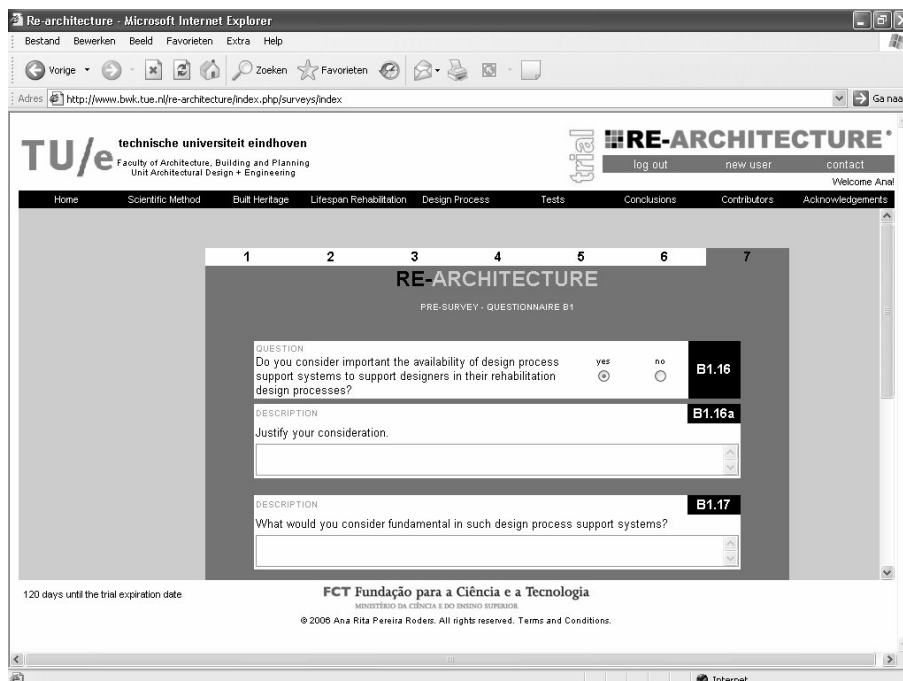 Re-architecture - Microsoft Internet Explorer
Bestand Bewerken Beeld Favorieten Extra Help
Vorige Zoeken Favorieten
Adres http://www.bwk.tue.nl/re-architecture/index.php/surveys/index Ga naa
TU/e technische universiteit eindhoven
Faculty of Architecture, Building and Planning
Unit Architectural Design + Engineering
trial
RE-ARCHITECTURE
log out new user contact
Welcome Ana!
Home Scientific Method Built Heritage Lifespan Rehabilitation Design Process Tests Conclusions Contributors Acknowledgements
1 2 3 4 5 6 7
RE-ARCHITECTURE
PRE-SURVEY - QUESTIONNAIRE B1
QUESTION
Do you consider important the availability of design process yes no
support systems to support designers in their rehabilitation B1.16
design processes?
DESCRIPTION B1.16a
Justify your consideration.
DESCRIPTION B1.17
What would you consider fundamental in such design process support systems?
120 days until the trial expiration date
FCT Fundação para a Ciência e a Tecnologia
MINISTÉRIO DA CIÊNCIA E DO ENSINO SUPERIOR
© 2006 Ana Rita Pereira Roders. All rights reserved. Terms and Conditions.
Internet